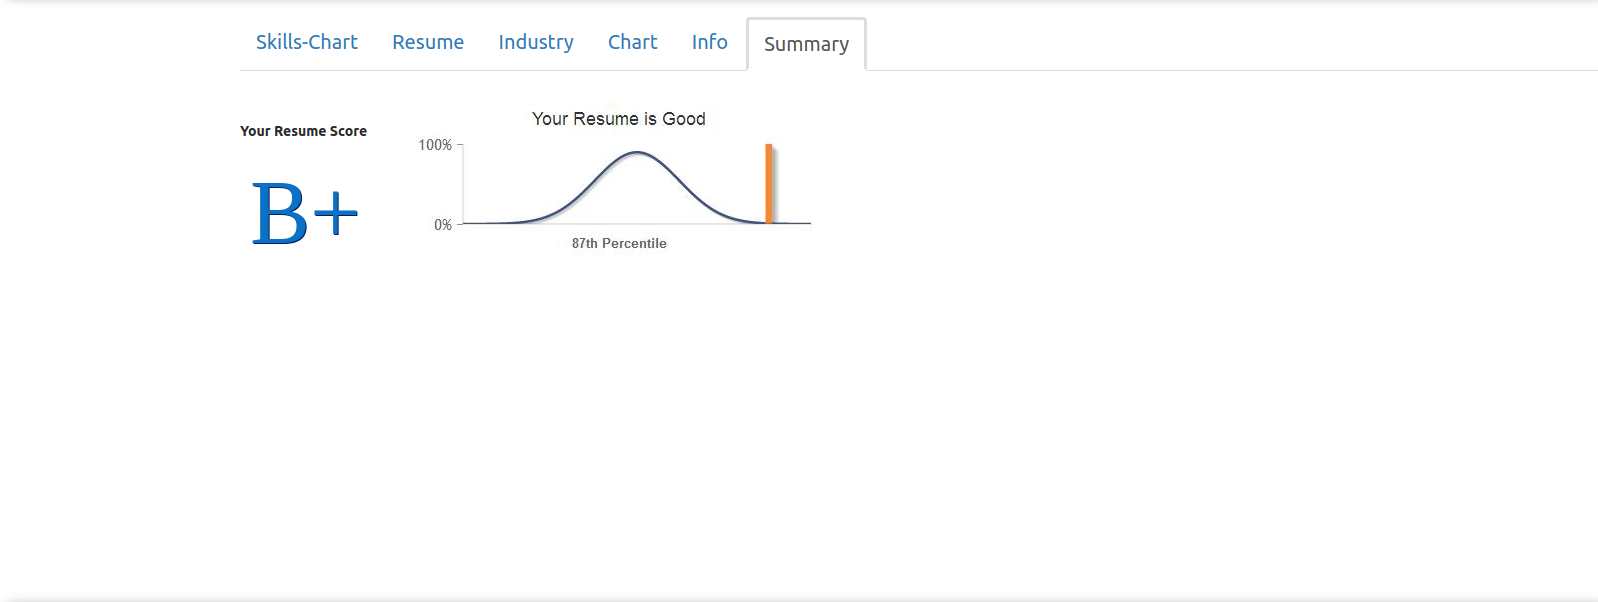 Skills-Chart Resume Industry Chart Info Summary
Your Resume Score
B+
Your Resume is Good
100%
0%
87th Percentile